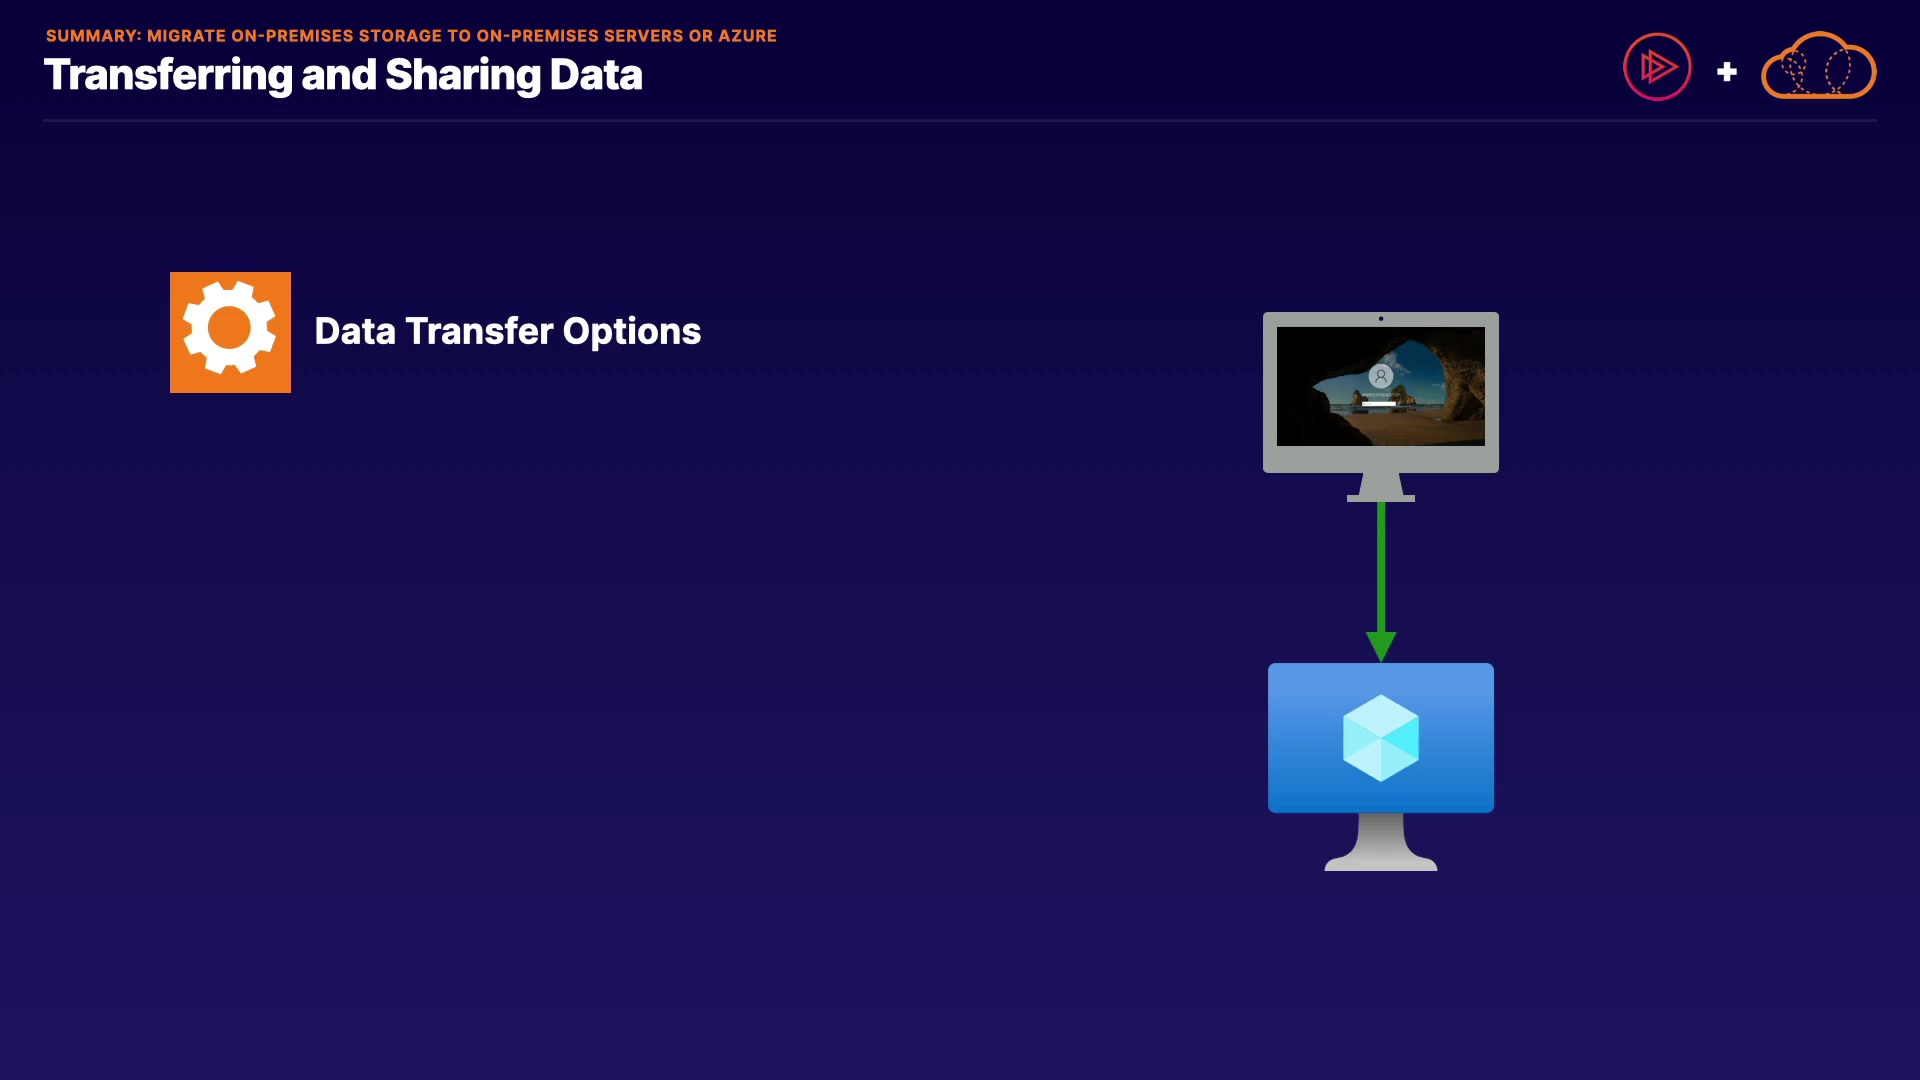 SUMMARY: MIGRATE ON-PREMISES STORAGE TO ON-PREMISES SERVERS OR AZURE
Transferring and Sharing Data
Data Transfer Options